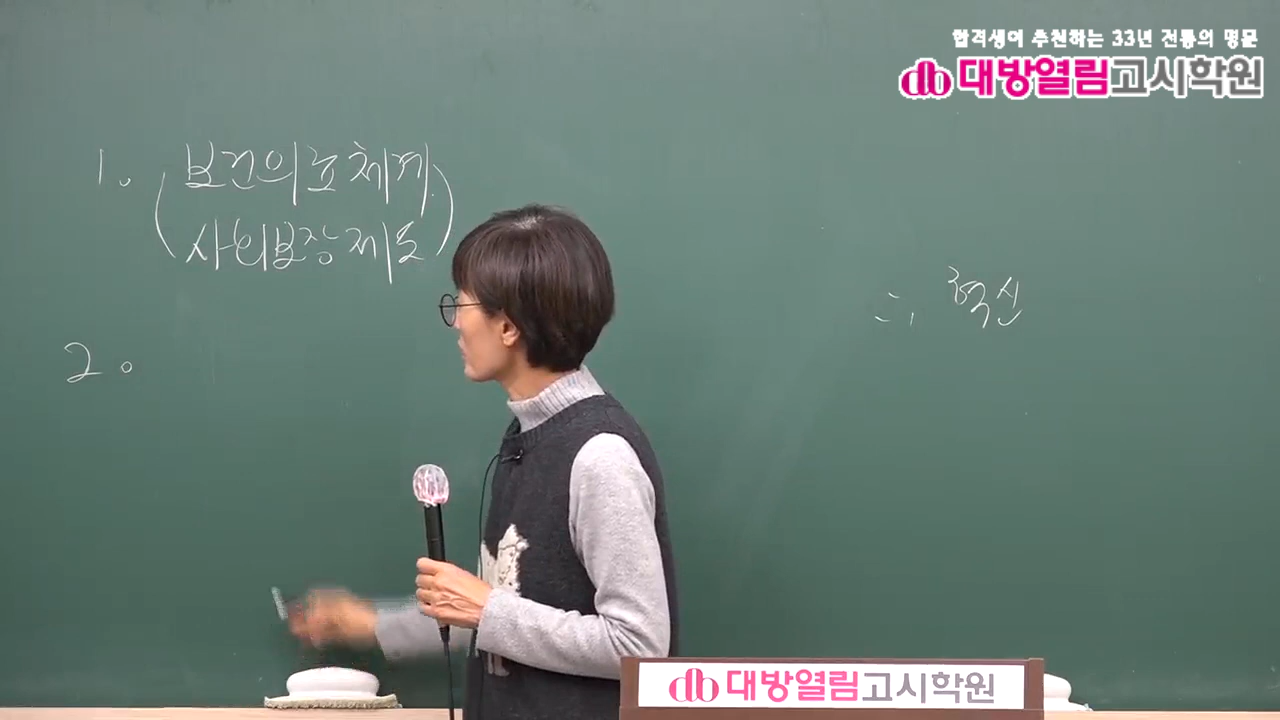 합격생이 추천하는 33년 전통의 명문
대방열림고시학원
1. (보건의료체계
사회보장제도)
2.
혁신
대방열림고시학원